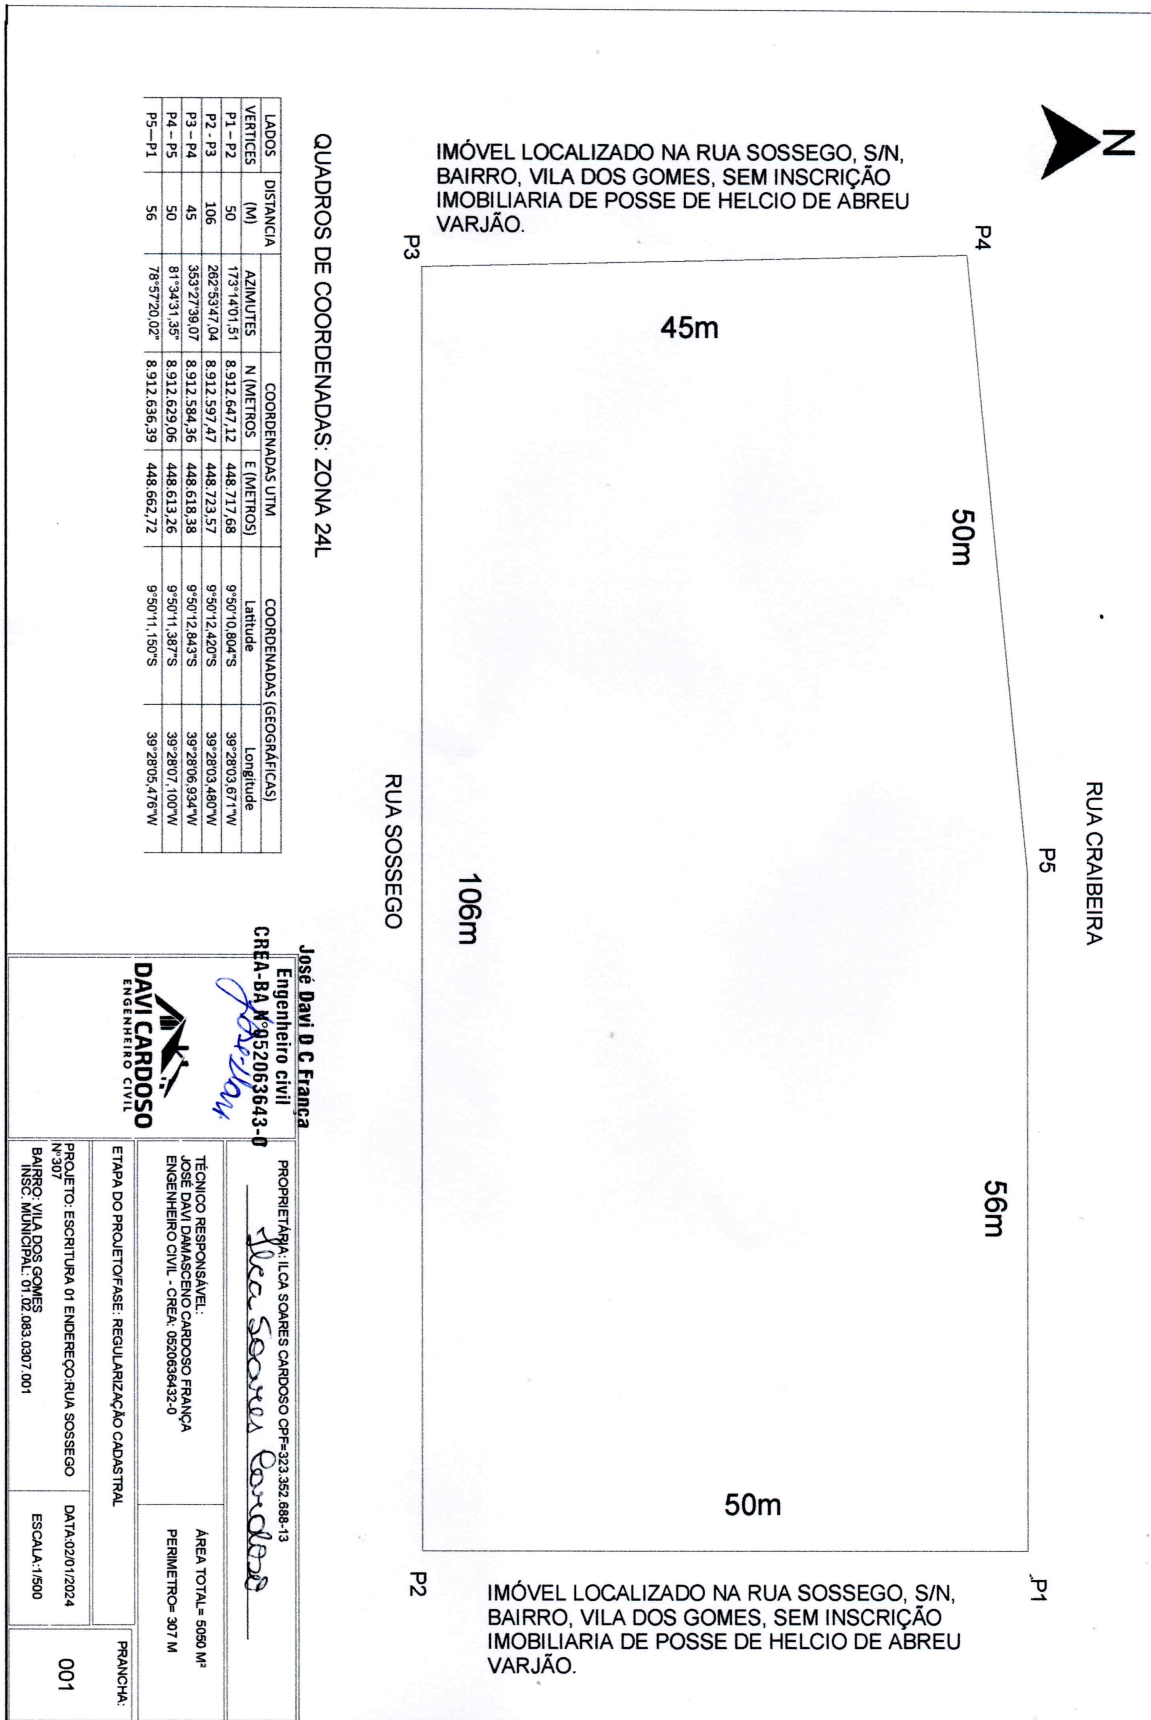 N
IMÓVEL LOCALIZADO NA RUA SOSSEGO, S/N,
BAIRRO, VILA DOS GOMES, SEM INSCRIÇÃO
IMOBILIARIA DE POSSE DE HELCIO DE ABREU
VARJÃO.
RUA CRAIBEIRA
P4
P5
P1
50m
56m
45m
50m
106m
P3
P2
RUA SOSSEGO
IMÓVEL LOCALIZADO NA RUA SOSSEGO, S/N,
BAIRRO, VILA DOS GOMES, SEM INSCRIÇÃO
IMOBILIARIA DE POSSE DE HELCIO DE ABREU
VARJÃO.
QUADROS DE COORDENADAS: ZONA 24L
LADOS DISTANCIA COORDENADAS UTM COORDENADAS (GEOGRÁFICAS)
VERTICES (M) AZIMUTES N (METROS E (METROS) Latitude Longitude
P1 – P2 50 173°14'01,51 8.912.647,12 448.717,68 9°50'10,804"S 39°28'03,671"W
P2 - P3 106 262°53'47,04 8.912.597,47 448.723,57 9°50'12,420"S 39°28'03,480"W
P3 – P4 45 353°27'39,07 8.912.584,36 448.618,38 9°50'12,843"S 39°28'06,934"W
P4 – P5 50 81°34'31,35" 8.912.629,06 448.613,26 9°50'11,387"S 39°28'07,100"W
P5—P1 56 78°57'20,02" 8.912.636,39 448.662,72 9°50'11,150"S 39°28'05,476"W
José Davi D C França
Engenheiro civil
CREA-BA Nº052063643-0
José Davi
DAVI CARDOSO
ENGENHEIRO CIVIL
PROPRIETÁRIA: ILCA SOARES CARDOSO CPF=323.352.688-13
Ilca Soares Cardoso
TÉCNICO RESPONSÁVEL:
JOSÉ DAVI DAMASCENO CARDOSO FRANÇA
ENGENHEIRO CIVIL - CREA: 0520636432-0
ÁREA TOTAL= 5050 M²
PERIMETRO= 307 M
ETAPA DO PROJETO/FASE: REGULARIZAÇÃO CADASTRAL
PROJETO: ESCRITURA 01 ENDEREÇO:RUA SOSSEGO
Nº307
BAIRRO: VILA DOS GOMES
INSC. MUNICIPAL: 01.02.083.0307.001
DATA:02/01/2024
ESCALA:1/500
PRANCHA:
001